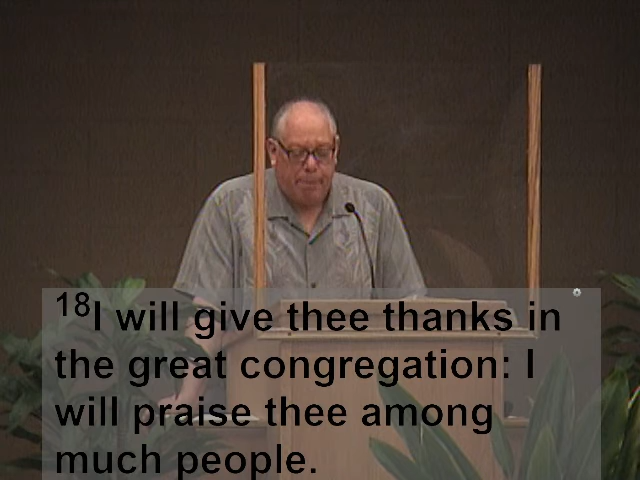 18I will give thee thanks in
the great congregation: I
will praise thee among
much people.